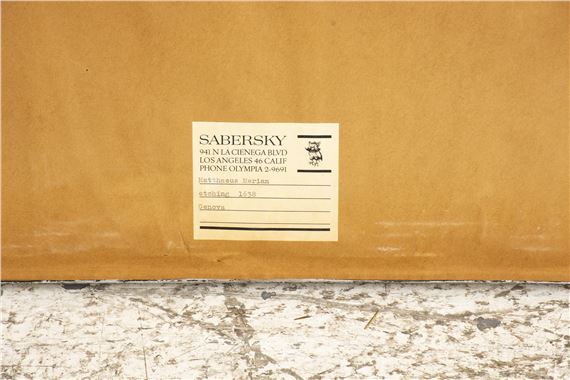 SABERSKY
941 N LA CIENEGA BLVD
LOS ANGELES 46 CALIF
PHONE OLYMPIA 2-9691
Matthaeus Merian
etching 1638
Genova